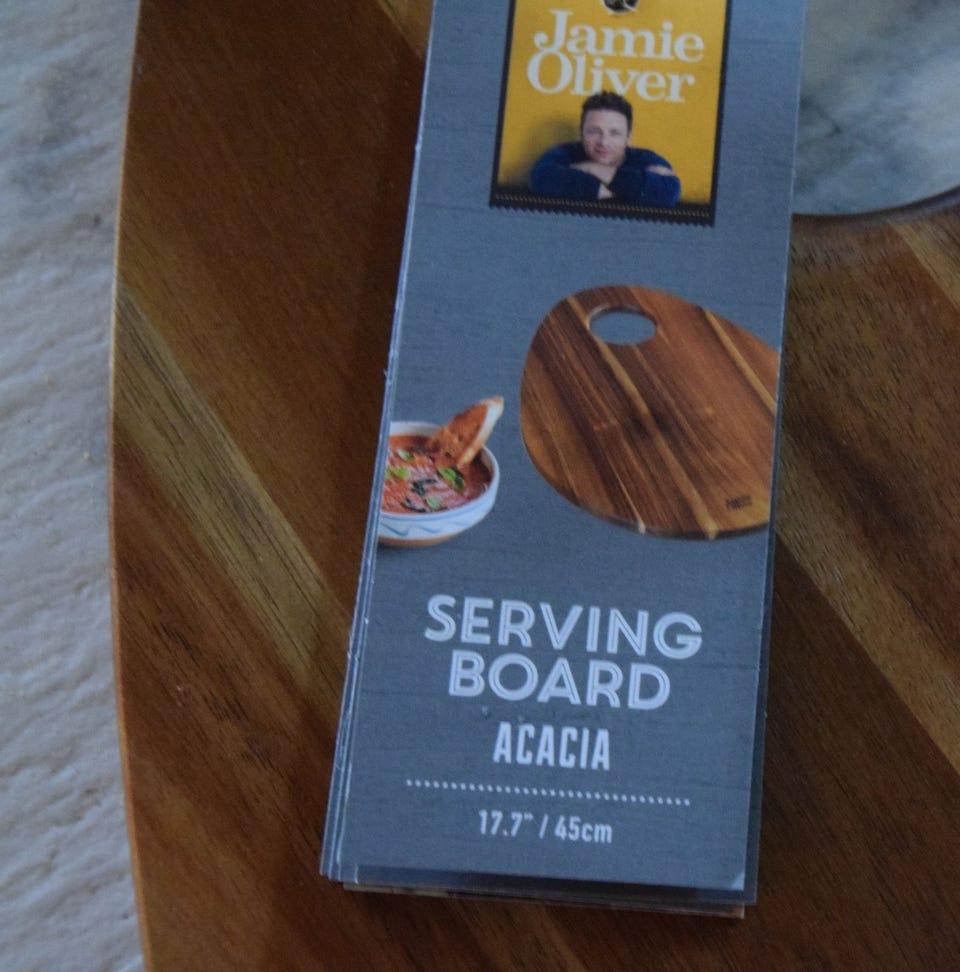 Jamie
Oliver
SERVING
BOARD
ACACIA
17.7" / 45cm